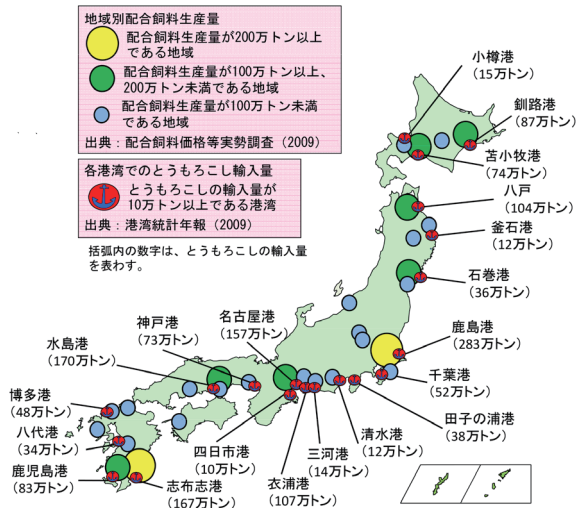 地域別配合飼料生産量
配合飼料生産量が200万トン以上
である地域
配合飼料生産量が100万トン以上、
200万トン未満である地域
配合飼料生産量が100万トン未満
である地域
出典：配合飼料価格等実勢調査（2009）
各港湾でのとうもろこし輸入量
とうもろこしの輸入量が
10万トン以上である港湾
出典：港湾統計年報（2009）
括弧内の数字は、とうもろこしの輸入量
を表わす。
小樽港
(15万トン)
釧路港
(87万トン)
苫小牧港
(74万トン)
八戸
(104万トン)
釜石港
(12万トン)
石巻港
(36万トン)
鹿島港
(283万トン)
千葉港
(52万トン)
田子の浦港
(38万トン)
清水港
(12万トン)
三河港
(14万トン)
衣浦港
(107万トン)
四日市港
(10万トン)
名古屋港
(157万トン)
神戸港
(73万トン)
水島港
(170万トン)
博多港
(48万トン)
八代港
(34万トン)
鹿児島港
(83万トン)
志布志港
(167万トン)